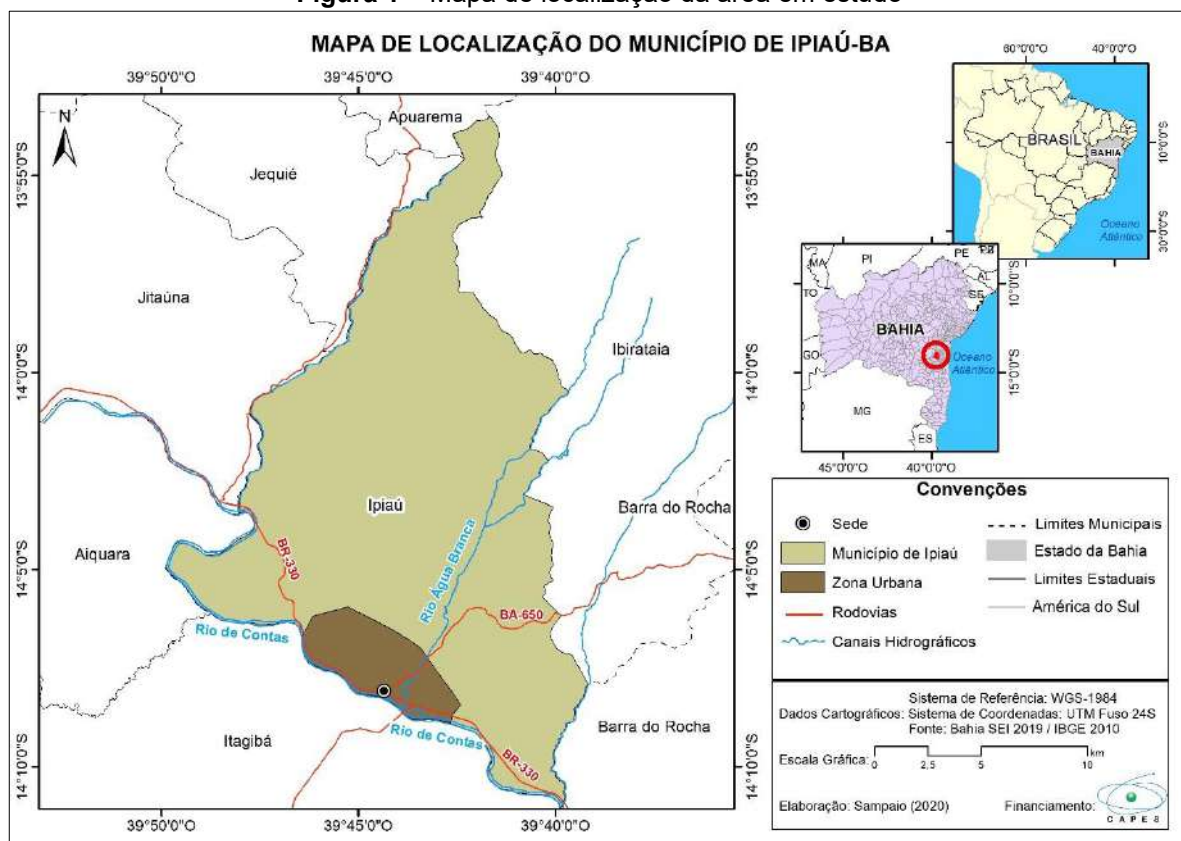 Figura 1 – Mapa de localização da área em estudo
MAPA DE LOCALIZAÇÃO DO MUNICÍPIO DE IPIAÚ-BA
39°50'0"O
39°45'0"O
39°40'0"O
60°0'0"O
40°0'0"O
N
Apuarema
Jequié
Jitaúna
Ibirataia
Ipiaú
Barra do Rocha
Aiquara
BR-330
Rio Água Branca
BA-650
Rio de Contas
Itagibá
Rio de Contas
BR-330
Barra do Rocha
13°55'0"S
14°0'0"S
14°5'0"S
14°10'0"S
13°55'0"S
14°0'0"S
14°5'0"S
14°10'0"S
39°50'0"O
39°45'0"O
39°40'0"O
BRASIL
BAHIA
Oceano
Atlântico
10°0'0"S
30°0'0"S
MA
PI
PE
PB
AL
SE
TO
BAHIA
GO
Oceano
Atlântico
MG
ES
10°0'0"S
15°0'0"S
45°0'0"O
40°0'0"O
Convenções
Sede
Município de Ipiaú
Zona Urbana
Rodovias
Canais Hidrográficos
Limites Municipais
Estado da Bahia
Limites Estaduais
América do Sul
Sistema de Referência: WGS-1984
Dados Cartográficos: Sistema de Coordenadas: UTM Fuso 24S
Fonte: Bahia SEI 2019 / IBGE 2010
Escala Gráfica:
0 2,5 5 10
km
Elaboração: Sampaio (2020)
Financiamento:
CAPES